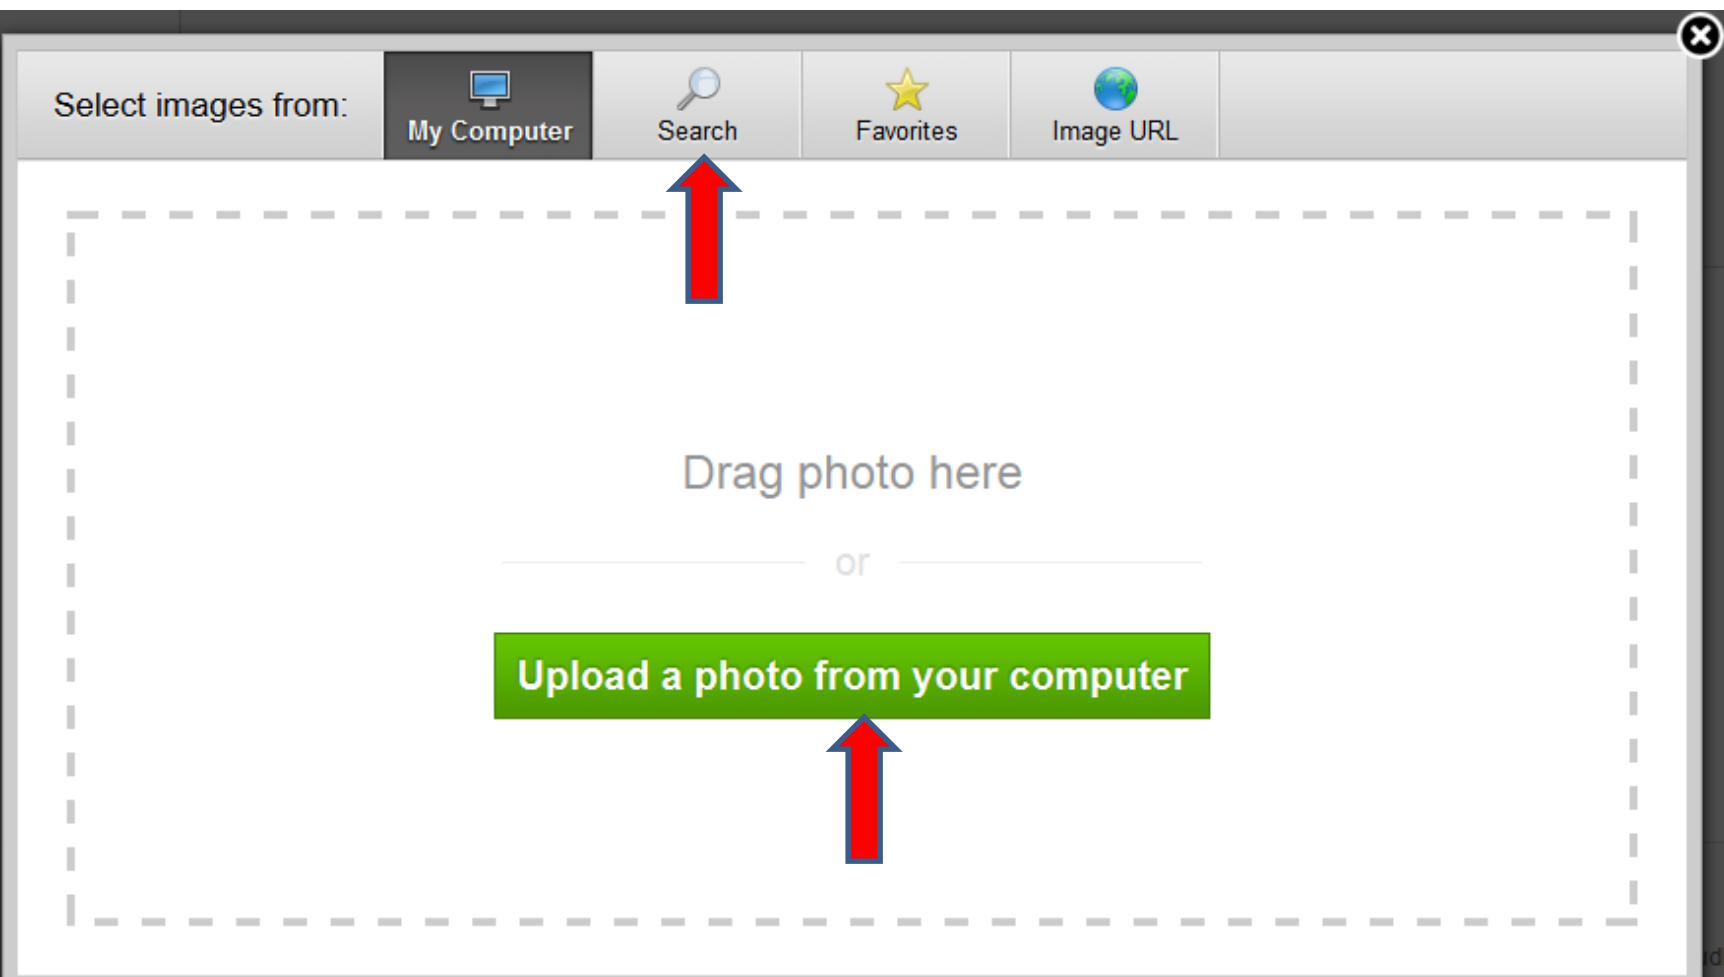 Select images from:
My Computer
Search
Favorites
Image URL
Drag photo here
or
Upload a photo from your computer